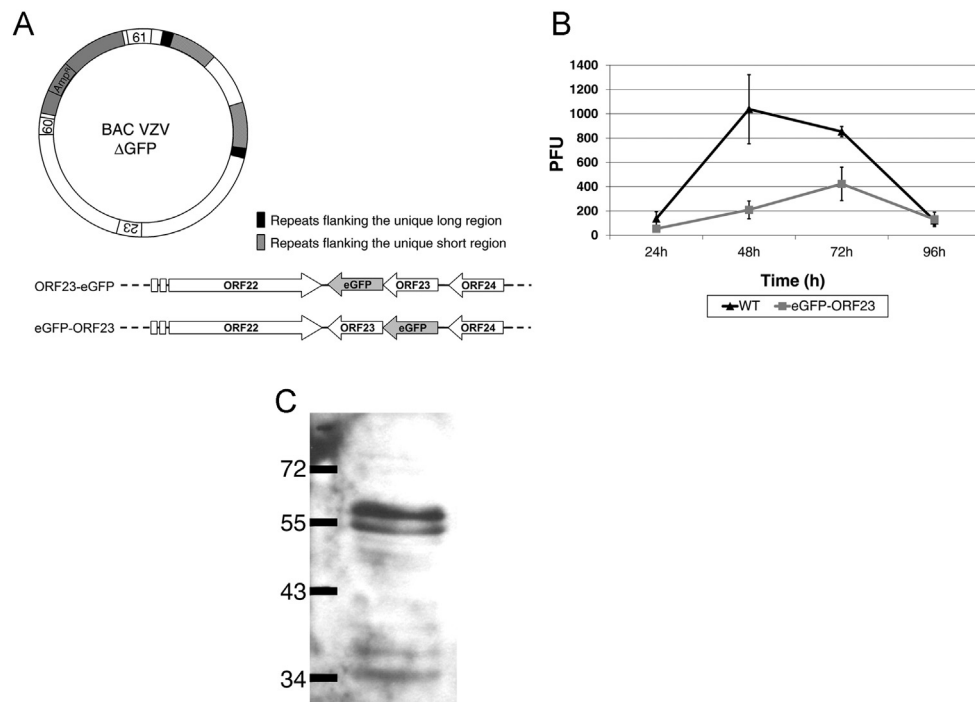 A
61
Ampᴿ
60
BAC VZV
ΔGFP
23
Repeats flanking the unique long region
Repeats flanking the unique short region
ORF23-eGFP
ORF22
eGFP
ORF23
ORF24
eGFP-ORF23
ORF22
ORF23
eGFP
ORF24
B
PFU
1400
1200
1000
800
600
400
200
0
24h
48h
72h
96h
Time (h)
WT
eGFP-ORF23
C
72
55
43
34